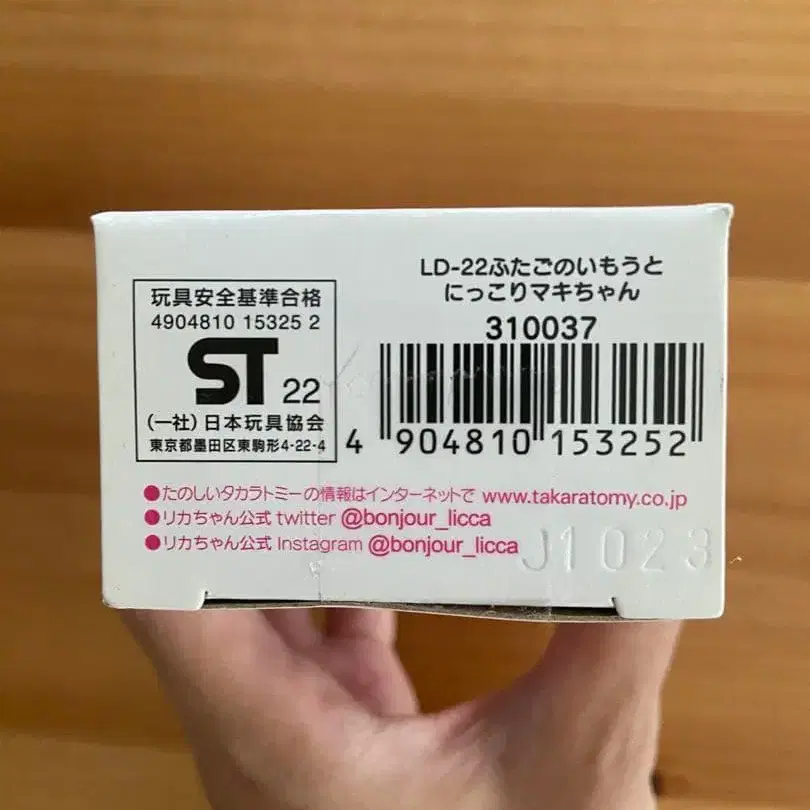 玩具安全基準合格
4904810 15325 2
ST 22
(一社)日本玩具協会
東京都墨田区東駒形4-22-4
LD-22ふたごのいもうと
にっこりマキちゃん
310037
4 904810 153252
●たのしいタカラトミーの情報はインターネットで www.takaratomy.co.jp
●リカちゃん公式 twitter @bonjour_licca
●リカちゃん公式 Instagram @bonjour_licca
J1023